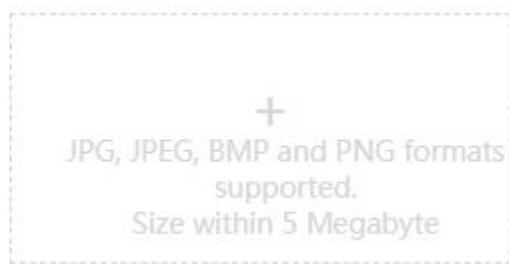 +
JPG, JPEG, BMP and PNG formats
supported.
Size within 5 Megabyte